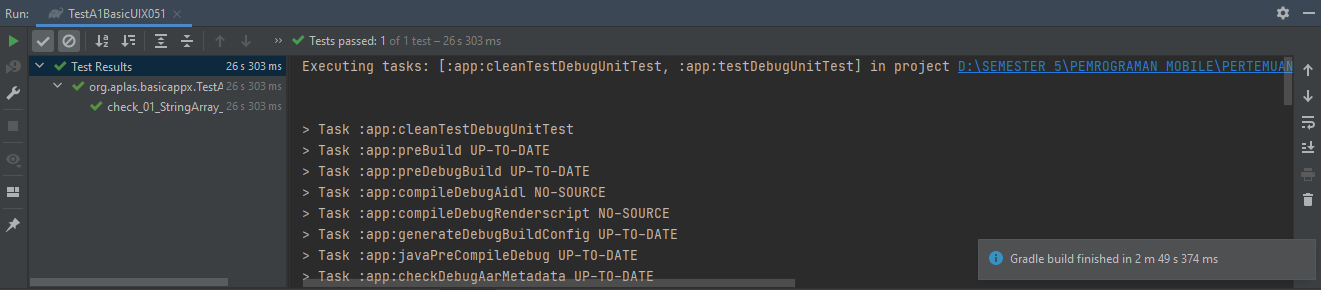 Run: TestA1BasicUIX051
Tests passed: 1 of 1 test – 26 s 303 ms
Test Results 26 s 303 ms
org.aplas.basicappx.TestA 26 s 303 ms
check_01_StringArray_ 26 s 303 ms
Executing tasks: [:app:cleanTestDebugUnitTest, :app:testDebugUnitTest] in project D:\SEMESTER 5\PEMROGRAMAN MOBILE\PERTEMUAN
> Task :app:cleanTestDebugUnitTest
> Task :app:preBuild UP-TO-DATE
> Task :app:preDebugBuild UP-TO-DATE
> Task :app:compileDebugAidl NO-SOURCE
> Task :app:compileDebugRenderscript NO-SOURCE
> Task :app:generateDebugBuildConfig UP-TO-DATE
> Task :app:javaPreCompileDebug UP-TO-DATE
> Task :app:checkDebugAarMetadata UP-TO-DATE
Gradle build finished in 2 m 49 s 374 ms